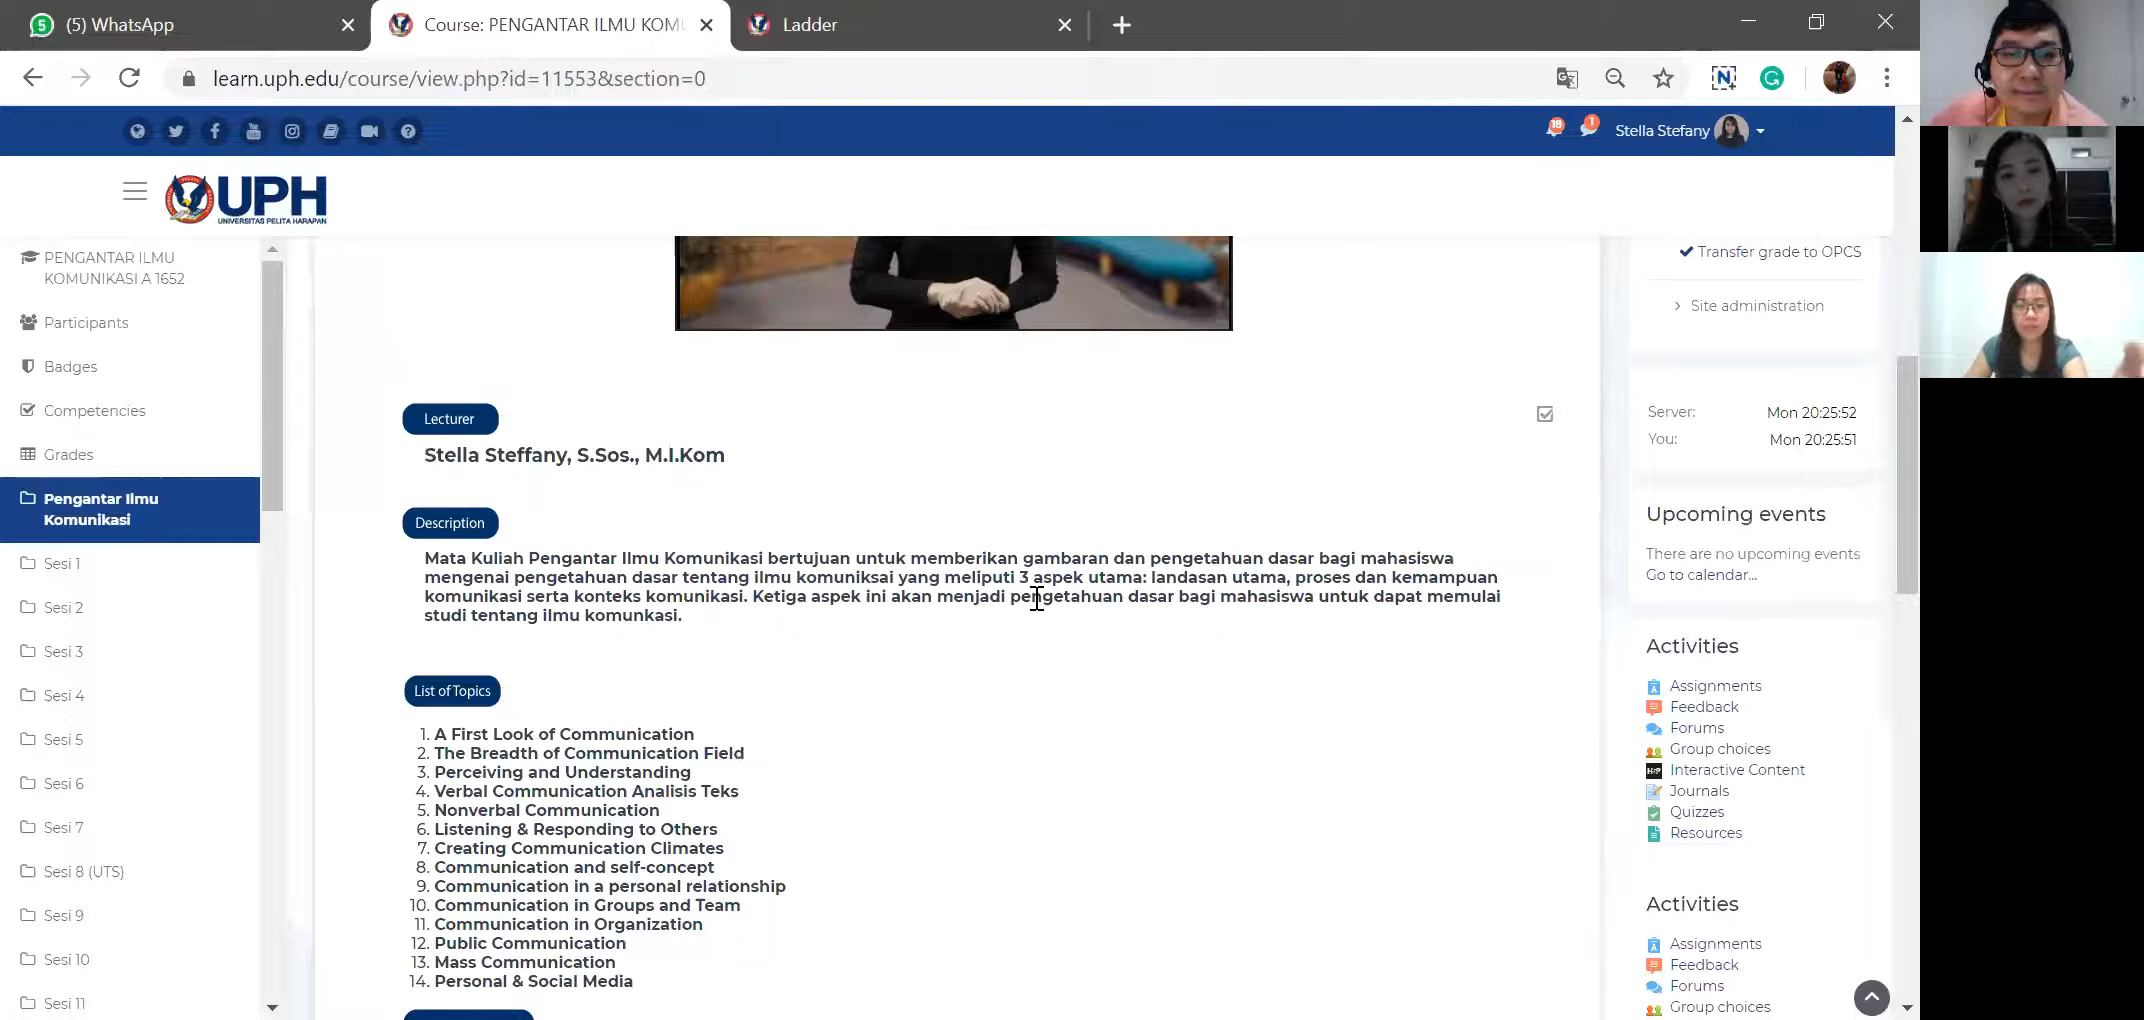 (5) WhatsApp
Course: PENGANTAR ILMU KOMU
Ladder
learn.uph.edu/course/view.php?id=11553&section=0
18
1
Stella Stefany
UPH
UNIVERSITAS PELITA HARAPAN
PENGANTAR ILMU
KOMUNIKASI A 1652
Participants
Badges
Competencies
Grades
Pengantar Ilmu
Komunikasi
Sesi 1
Sesi 2
Sesi 3
Sesi 4
Sesi 5
Sesi 6
Sesi 7
Sesi 8 (UTS)
Sesi 9
Sesi 10
Sesi 11
Lecturer
Stella Steffany, S.Sos., M.I.Kom
Description
Mata Kuliah Pengantar Ilmu Komunikasi bertujuan untuk memberikan gambaran dan pengetahuan dasar bagi mahasiswa
mengenai pengetahuan dasar tentang ilmu komuniksai yang meliputi 3 aspek utama: landasan utama, proses dan kemampuan
komunikasi serta konteks komunikasi. Ketiga aspek ini akan menjadi pengetahuan dasar bagi mahasiswa untuk dapat memulai
studi tentang ilmu komunkasi.
List of Topics
1. A First Look of Communication
2. The Breadth of Communication Field
3. Perceiving and Understanding
4. Verbal Communication Analisis Teks
5. Nonverbal Communication
6. Listening & Responding to Others
7. Creating Communication Climates
8. Communication and self-concept
9. Communication in a personal relationship
10. Communication in Groups and Team
11. Communication in Organization
12. Public Communication
13. Mass Communication
14. Personal & Social Media
Transfer grade to OPCS
Site administration
Server: Mon 20:25:52
You: Mon 20:25:51
Upcoming events
There are no upcoming events
Go to calendar...
Activities
Assignments
Feedback
Forums
Group choices
Interactive Content
Journals
Quizzes
Resources
Activities
Assignments
Feedback
Forums
Group choices